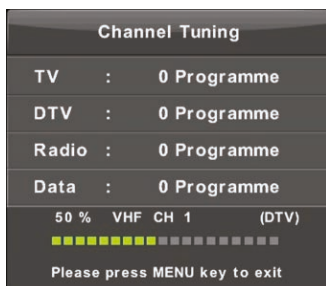 Channel Tuning
TV : 0 Programme
DTV : 0 Programme
Radio : 0 Programme
Data : 0 Programme
50 % VHF CH 1 (DTV)
Please press MENU key to exit